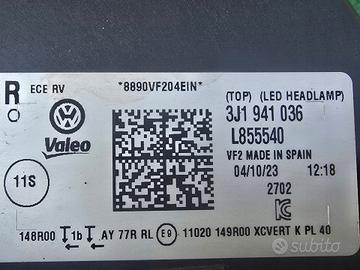 R ECE RV
*8890VF204EIN*
(TOP) (LED HEADLAMP)
3J1 941 036
L855540
Valeo
VF2 MADE IN SPAIN
04/10/23 12:18
11S
2702
148R00 1b AY 77R RL E9 11020 149R00 XCVERT K PL 40
subito